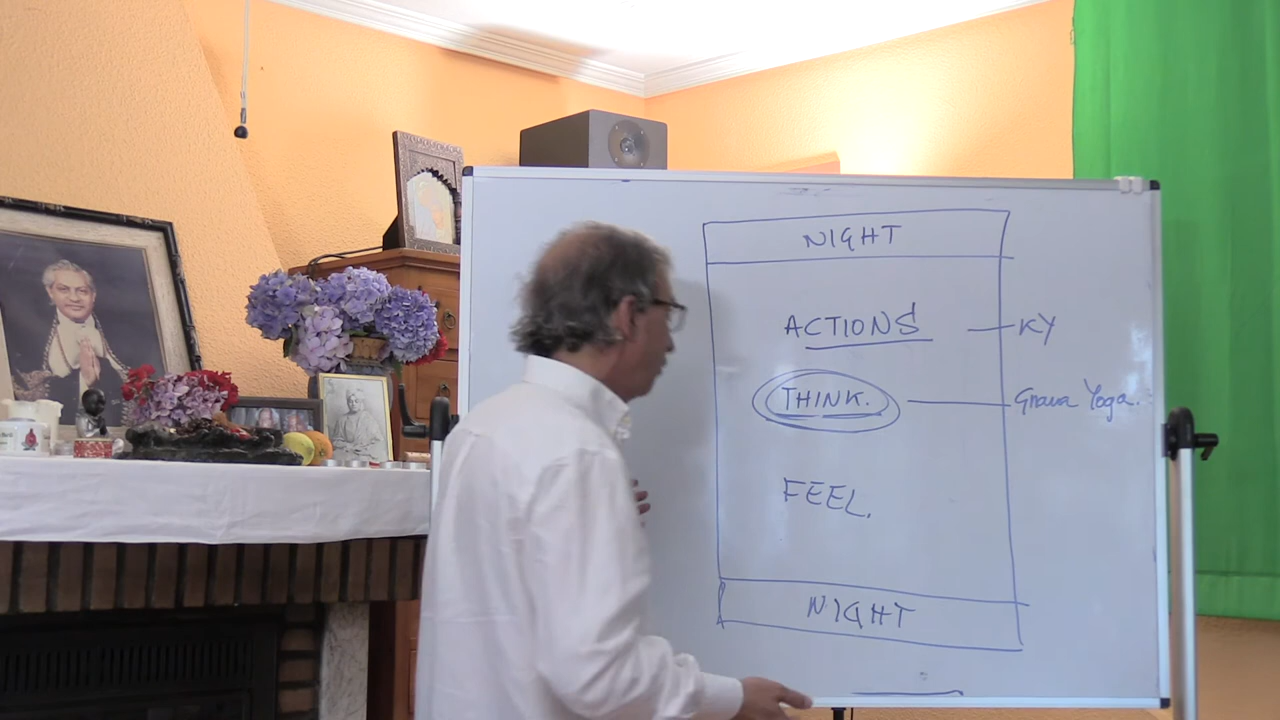 NIGHT
ACTIONS — KY
THINK. — Gnana Yoga.
FEEL.
NIGHT